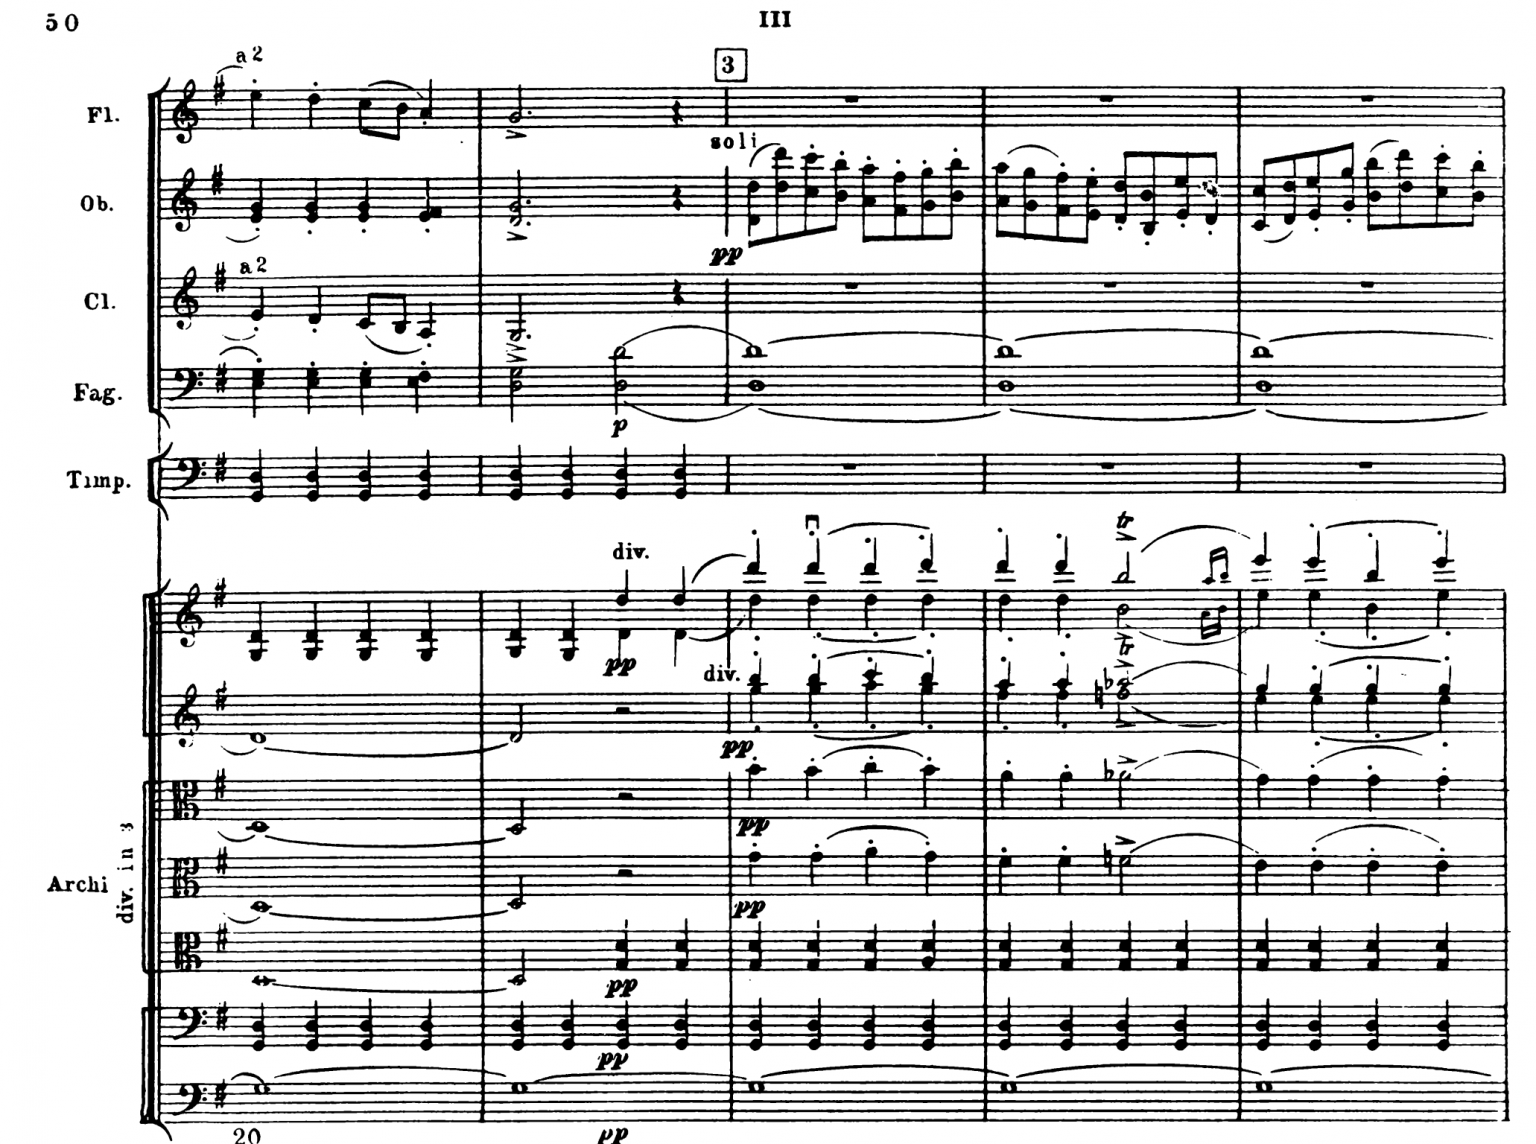 50
III
a 2
3
Fl.
soli
Ob.
pp
a 2
Cl.
Fag.
p
Timp.
tr
div.
pp
tr
div.
pp
pp
div. in 3
Archi
pp
pp
pp
20
pp